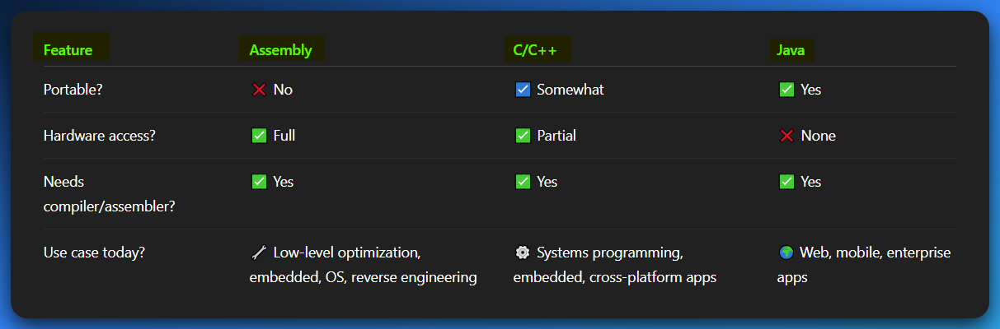 Feature Assembly C/C++ Java
Portable? ❌ No ☑️ Somewhat ✅ Yes
Hardware access? ✅ Full ✅ Partial ❌ None
Needs ✅ Yes ✅ Yes ✅ Yes
compiler/assembler?
Use case today? 🔧 Low-level optimization, ⚙️ Systems programming, 🌍 Web, mobile, enterprise
embedded, OS, reverse engineering embedded, cross-platform apps apps